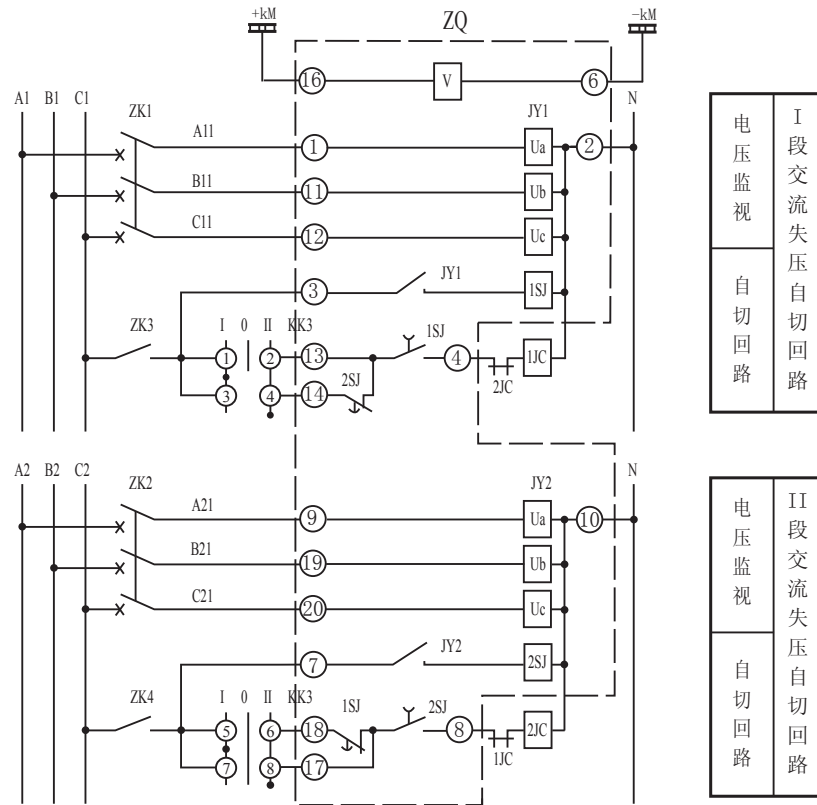 +kM
ZQ
-kM
16
V
6
A1 B1 C1
ZK1
JY1
N
A11
1
Ua
2
B11
11
Ub
C11
12
Uc
3
JY1
1SJ
ZK3
I 0 II KK3
1SJ
1
2
13
4
2JC
1JC
3
4
14
2SJ
电压监视
自切回路
I段交流失压自切回路
A2 B2 C2
ZK2
JY2
N
A21
9
Ua
10
B21
19
Ub
C21
20
Uc
7
JY2
2SJ
ZK4
I 0 II KK3
1SJ
2SJ
5
6
18
8
1JC
2JC
7
8
17
电压监视
自切回路
II段交流失压自切回路